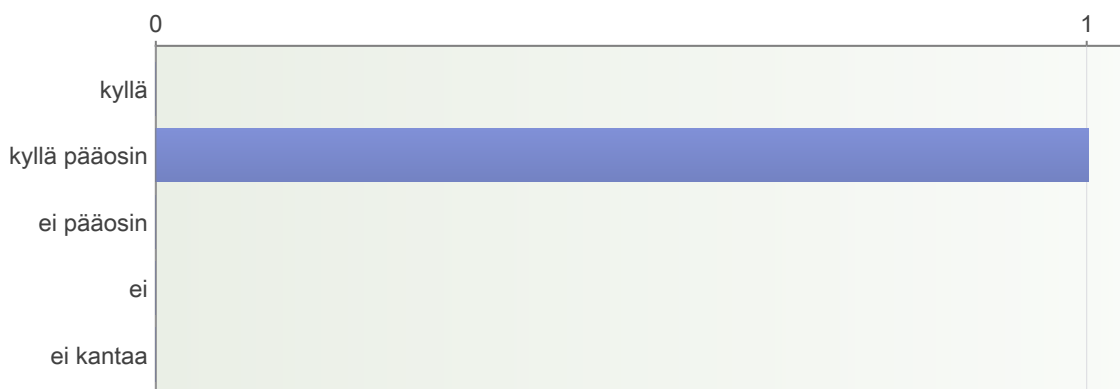 0 1
kyllä
kyllä pääosin
ei pääosin
ei
ei kantaa